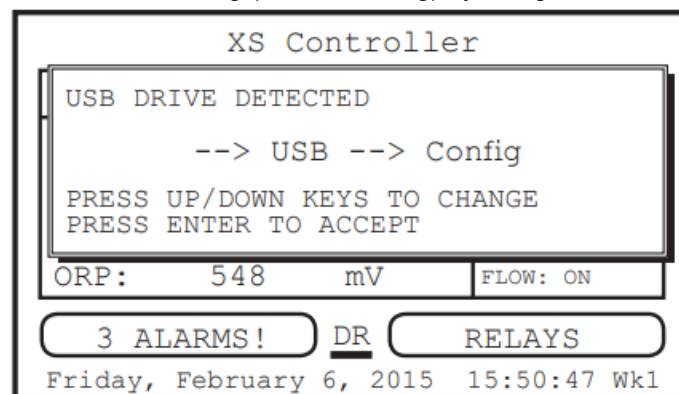 XS Controller
USB DRIVE DETECTED
--> USB --> Config
PRESS UP/DOWN KEYS TO CHANGE
PRESS ENTER TO ACCEPT
ORP: 548 mV FLOW: ON
3 ALARMS! DR RELAYS
Friday, February 6, 2015 15:50:47 Wk1